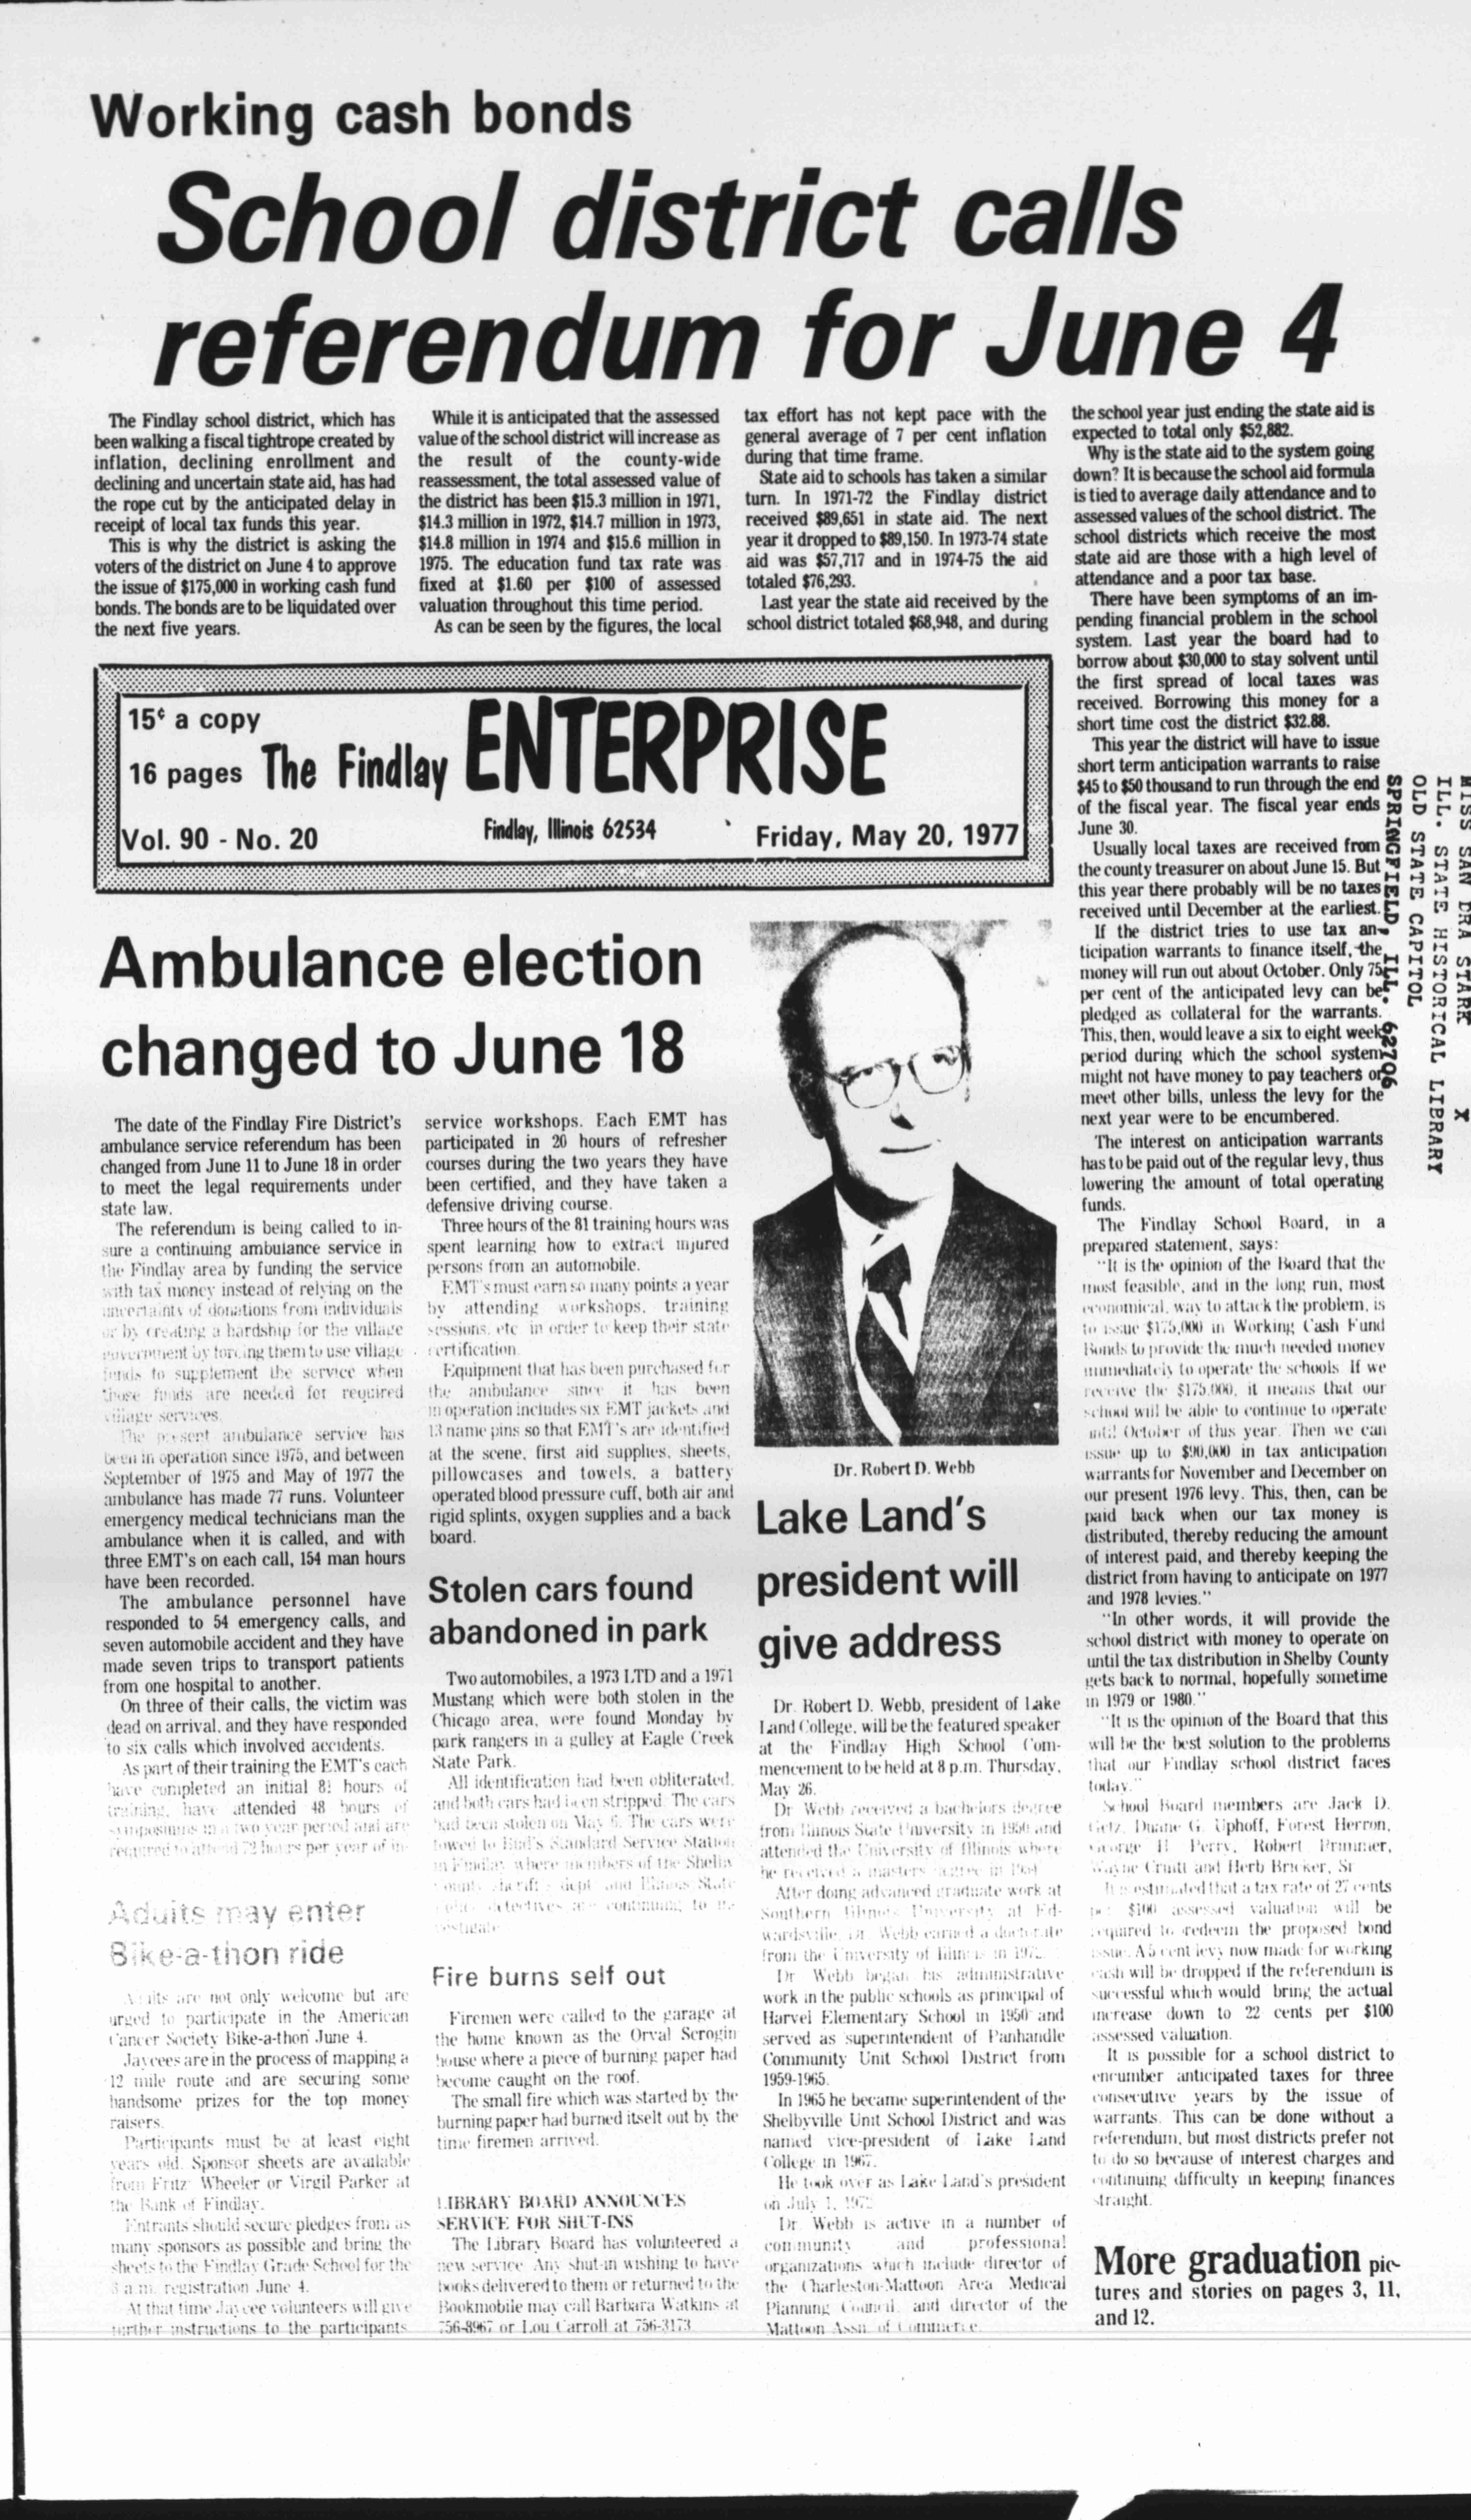 Working cash bonds
School district calls
referendum for June 4
The Findlay school district, which has
been walking a fiscal tightrope created by
inflation, declining enrollment and
declining and uncertain state aid, has had
the rope cut by the anticipated delay in
receipt of local tax funds this year.
This is why the district is asking the
voters of the district on June 4 to approve
the issue of $175,000 in working cash fund
bonds. The bonds are to be liquidated over
the next five years.
While it is anticipated that the assessed
value of the school district will increase as
the result of the county-wide
reassessment, the total assessed value of
the district has been $15.3 million in 1971,
$14.3 million in 1972, $14.7 million in 1973,
$14.8 million in 1974 and $15.6 million in
1975. The education fund tax rate was
fixed at $1.60 per $100 of assessed
valuation throughout this time period.
As can be seen by the figures, the local
tax effort has not kept pace with the
general average of 7 per cent inflation
during that time frame.
State aid to schools has taken a similar
turn. In 1971-72 the Findlay district
received $89,651 in state aid. The next
year it dropped to $89,150. In 1973-74 state
aid was $57,717 and in 1974-75 the aid
totaled $76,293.
Last year the state aid received by the
school district totaled $68,948, and during
the school year just ending the state aid is
expected to total only $52,882.
Why is the state aid to the system going
down? It is because the school aid formula
is tied to average daily attendance and to
assessed values of the school district. The
school districts which receive the most
state aid are those with a high level of
attendance and a poor tax base.
There have been symptoms of an im-
pending financial problem in the school
system. Last year the board had to
borrow about $30,000 to stay solvent until
the first spread of local taxes was
received. Borrowing this money for a
short time cost the district $32.88.
This year the district will have to issue
short term anticipation warrants to raise
$45 to $50 thousand to run through the end
of the fiscal year. The fiscal year ends
June 30.
Usually local taxes are received from
the county treasurer on about June 15. But
this year there probably will be no taxes
received until December at the earliest.
If the district tries to use tax an-
ticipation warrants to finance itself, the
money will run out about October. Only 75
per cent of the anticipated levy can be
pledged as collateral for the warrants.
This, then, would leave a six to eight week
period during which the school system
might not have money to pay teachers or
meet other bills, unless the levy for the
next year were to be encumbered.
The interest on anticipation warrants
has to be paid out of the regular levy, thus
lowering the amount of total operating
funds.
The Findlay School Board, in a
prepared statement, says:
"It is the opinion of the Board that the
most feasible, and in the long run, most
economical, way to attack the problem, is
to issue $175,000 in Working Cash Fund
Bonds to provide the much needed money
immediately to operate the schools. If we
receive the $175,000, it means that our
school will be able to continue to operate
until October of this year. Then we can
issue up to $90,000 in tax anticipation
warrants for November and December on
our present 1976 levy. This, then, can be
paid back when our tax money is
distributed, thereby reducing the amount
of interest paid, and thereby keeping the
district from having to anticipate on 1977
and 1978 levies."
"In other words, it will provide the
school district with money to operate on
until the tax distribution in Shelby County
gets back to normal, hopefully sometime
in 1979 or 1980."
"It is the opinion of the Board that this
will be the best solution to the problems
that our Findlay school district faces
today."
School Board members are Jack D.
Getz, Duane G. Uphoff, Forest Herron,
George H. Perry, Robert Primmer,
Wayne Cruitt and Herb Bricker, Sr.
It is estimated that a tax rate of 27 cents
per $100 assessed valuation will be
required to redeem the proposed bond
issue. A 5 cent levy now made for working
cash will be dropped if the referendum is
successful which would bring the actual
increase down to 22 cents per $100
assessed valuation.
It is possible for a school district to
encumber anticipated taxes for three
consecutive years by the issue of
warrants. This can be done without a
referendum, but most districts prefer not
to do so because of interest charges and
continuing difficulty in keeping finances
straight.
More graduation pic-
tures and stories on pages 3, 11,
and 12.
15¢ a copy
16 pages
The Findlay ENTERPRISE
Vol. 90 - No. 20
Findlay, Illinois 62534
Friday, May 20, 1977
MISS SAN DRA STARK X
ILL. STATE HISTORICAL LIBRARY
OLD STATE CAPITOL
SPRINGFIELD, ILL. 62706
Ambulance election
changed to June 18
The date of the Findlay Fire District's
ambulance service referendum has been
changed from June 11 to June 18 in order
to meet the legal requirements under
state law.
The referendum is being called to in-
sure a continuing ambulance service in
the Findlay area by funding the service
with tax money instead of relying on the
uncertainty of donations from individuals
or by creating a hardship for the village
government by forcing them to use village
funds to supplement the service when
those funds are needed for required
village services.
The present ambulance service has
been in operation since 1975, and between
September of 1975 and May of 1977 the
ambulance has made 77 runs. Volunteer
emergency medical technicians man the
ambulance when it is called, and with
three EMT's on each call, 154 man hours
have been recorded.
The ambulance personnel have
responded to 54 emergency calls, and
seven automobile accident and they have
made seven trips to transport patients
from one hospital to another.
On three of their calls, the victim was
dead on arrival, and they have responded
to six calls which involved accidents.
As part of their training the EMT's each
have completed an initial 81 hours of
training, have attended 48 hours of
symposiums in a two year period and are
required to attend 72 hours per year of in-
service workshops. Each EMT has
participated in 20 hours of refresher
courses during the two years they have
been certified, and they have taken a
defensive driving course.
Three hours of the 81 training hours was
spent learning how to extract injured
persons from an automobile.
EMT's must earn so many points a year
by attending workshops, training
sessions, etc. in order to keep their state
certification.
Equipment that has been purchased for
the ambulance since it has been
in operation includes six EMT jackets and
13 name pins so that EMT's are identified
at the scene, first aid supplies, sheets,
pillowcases and towels, a battery
operated blood pressure cuff, both air and
rigid splints, oxygen supplies and a back
board.
Adults may enter
Bike-a-thon ride
Adults are not only welcome but are
urged to participate in the American
Cancer Society Bike-a-thon June 4.
Jaycees are in the process of mapping a
12 mile route and are securing some
handsome prizes for the top money
raisers.
Participants must be at least eight
years old. Sponsor sheets are available
from Fritz Wheeler or Virgil Parker at
the Bank of Findlay.
Entrants should secure pledges from as
many sponsors as possible and bring the
sheets to the Findlay Grade School for the
8 a.m. registration June 4.
At that time Jaycee volunteers will give
further instructions to the participants.
Stolen cars found
abandoned in park
Two automobiles, a 1973 LTD and a 1971
Mustang which were both stolen in the
Chicago area, were found Monday by
park rangers in a gulley at Eagle Creek
State Park.
All identification had been obliterated,
and both cars had been stripped. The cars
had been stolen on May 6. The cars were
towed to Bud's Standard Service Station
in Findlay where members of the Shelby
County sheriff's dept. and Illinois State
police detectives are continuing to in-
vestigate.
Fire burns self out
Firemen were called to the garage at
the home known as the Orval Scrogin
house where a piece of burning paper had
become caught on the roof.
The small fire which was started by the
burning paper had burned itself out by the
time firemen arrived.
LIBRARY BOARD ANNOUNCES
SERVICE FOR SHUT-INS
The Library Board has volunteered a
new service. Any shut-in wishing to have
books delivered to them or returned to the
Bookmobile may call Barbara Watkins at
756-8967 or Lou Carroll at 756-3173.
Dr. Robert D. Webb
Lake Land's
president will
give address
Dr. Robert D. Webb, president of Lake
Land College, will be the featured speaker
at the Findlay High School Com-
mencement to be held at 8 p.m. Thursday,
May 26.
Dr. Webb received a bachelors degree
from Illinois State University in 1950 and
attended the University of Illinois where
he received a masters degree in
After doing advanced graduate work at
Southern Illinois University at Ed-
wardsville, Dr. Webb earned a doctorate
from the University of Illinois in
Dr. Webb began his administrative
work in the public schools as principal of
Harvel Elementary School in 1950 and
served as superintendent of Panhandle
Community Unit School District from
1959-1965.
In 1965 he became superintendent of the
Shelbyville Unit School District and was
named vice-president of Lake Land
College in 1967.
He took over as Lake Land's president
on July 1,
Dr. Webb is active in a number of
community and professional
organizations which include director of
the Charleston-Mattoon Area Medical
Planning Council, and director of the
Mattoon Assn. of Commerce.